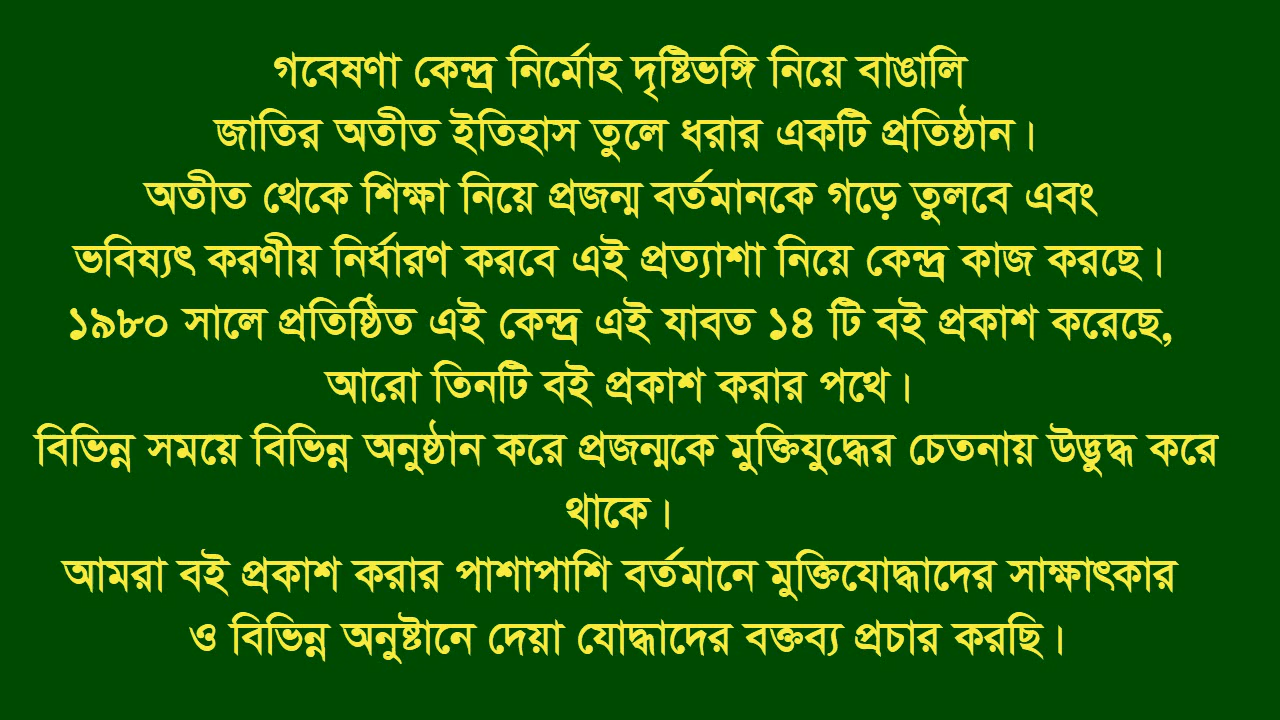 গবেষণা কেন্দ্র নির্মোহ দৃষ্টিভঙ্গি নিয়ে বাঙালি
জাতির অতীত ইতিহাস তুলে ধরার একটি প্রতিষ্ঠান।
অতীত থেকে শিক্ষা নিয়ে প্রজন্ম বর্তমানকে গড়ে তুলবে এবং
ভবিষ্যৎ করণীয় নির্ধারণ করবে এই প্রত্যাশা নিয়ে কেন্দ্র কাজ করছে।
১৯৮০ সালে প্রতিষ্ঠিত এই কেন্দ্র এই যাবত ১৪ টি বই প্রকাশ করেছে,
আরো তিনটি বই প্রকাশ করার পথে।
বিভিন্ন সময়ে বিভিন্ন অনুষ্ঠান করে প্রজন্মকে মুক্তিযুদ্ধের চেতনায় উদ্ভুদ্ধ করে
থাকে।
আমরা বই প্রকাশ করার পাশাপাশি বর্তমানে মুক্তিযোদ্ধাদের সাক্ষাৎকার
ও বিভিন্ন অনুষ্টানে দেয়া যোদ্ধাদের বক্তব্য প্রচার করছি।